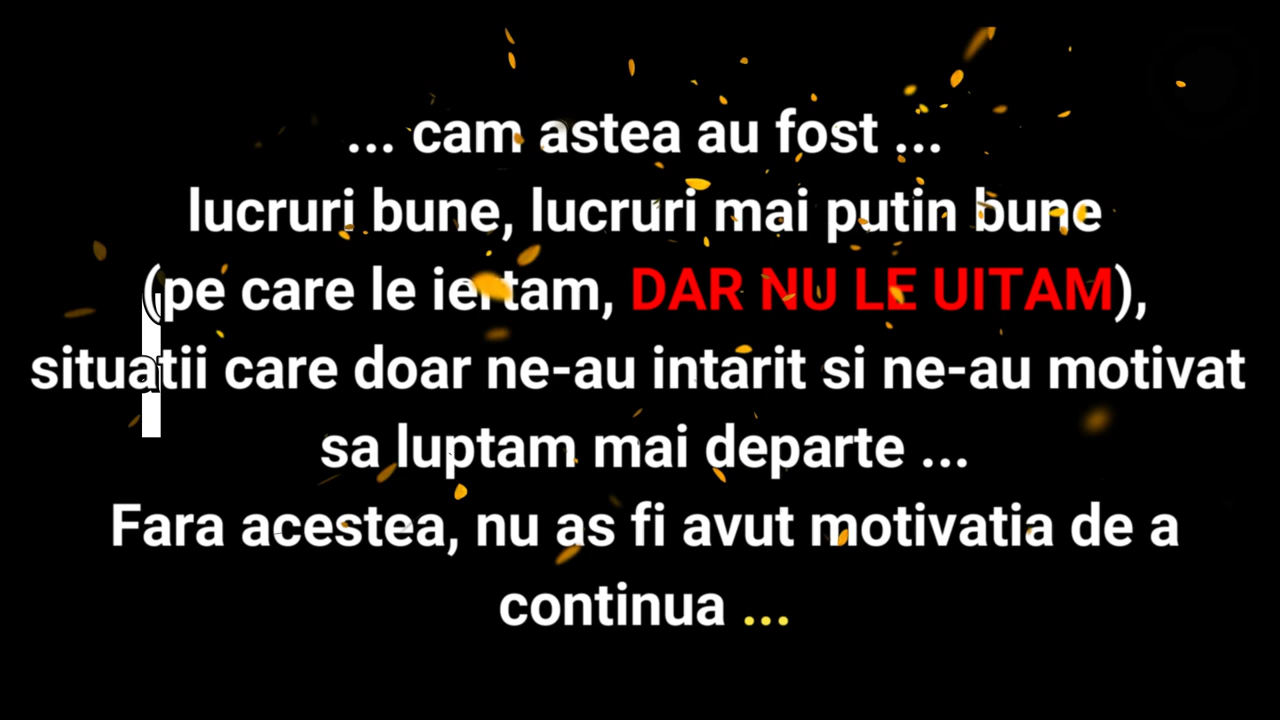 ... cam astea au fost ...
lucruri bune, lucruri mai putin bune
(pe care le iertam, DAR NU LE UITAM),
situatii care doar ne-au intarit si ne-au motivat
sa luptam mai departe ...
Fara acestea, nu as fi avut motivatia de a
continua ...